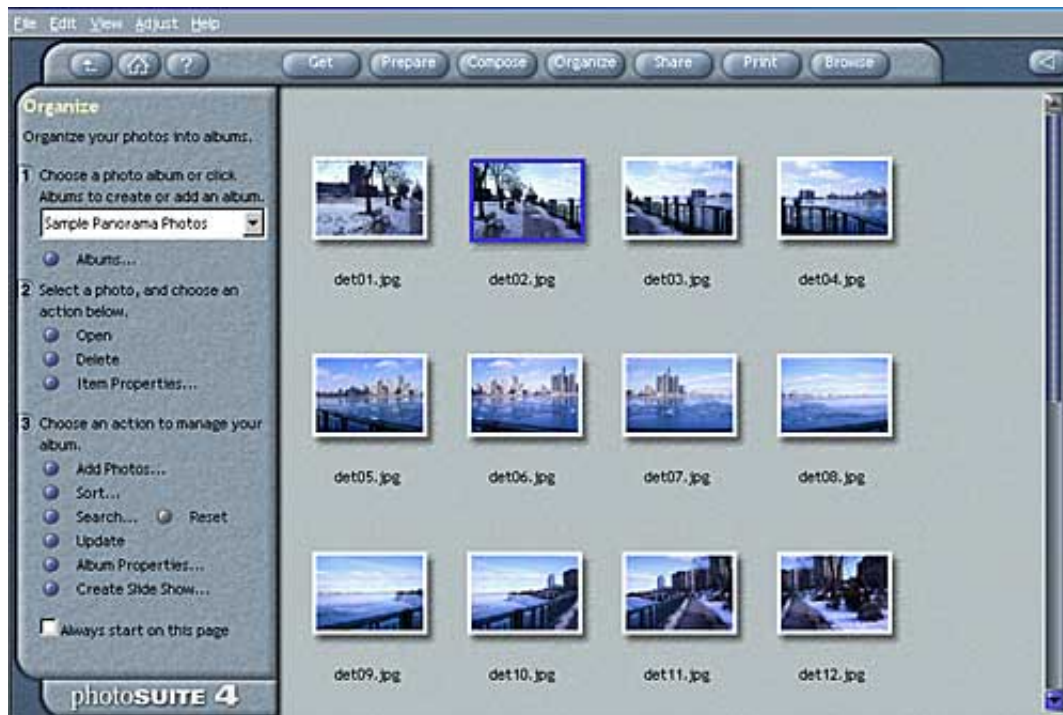 File Edit View Adjust Help
?
Get Prepare Compose Organize Share Print Browse
Organize
Organize your photos into albums.
1 Choose a photo album or click
Albums to create or add an album.
Sample Panorama Photos
Albums...
2 Select a photo, and choose an
action below.
Open
Delete
Item Properties...
3 Choose an action to manage your
album.
Add Photos...
Sort...
Search... Reset
Update
Album Properties...
Create Slide Show...
Always start on this page
photoSUITE 4
det01.jpg det02.jpg det03.jpg det04.jpg
det05.jpg det06.jpg det07.jpg det08.jpg
det09.jpg det10.jpg det11.jpg det12.jpg